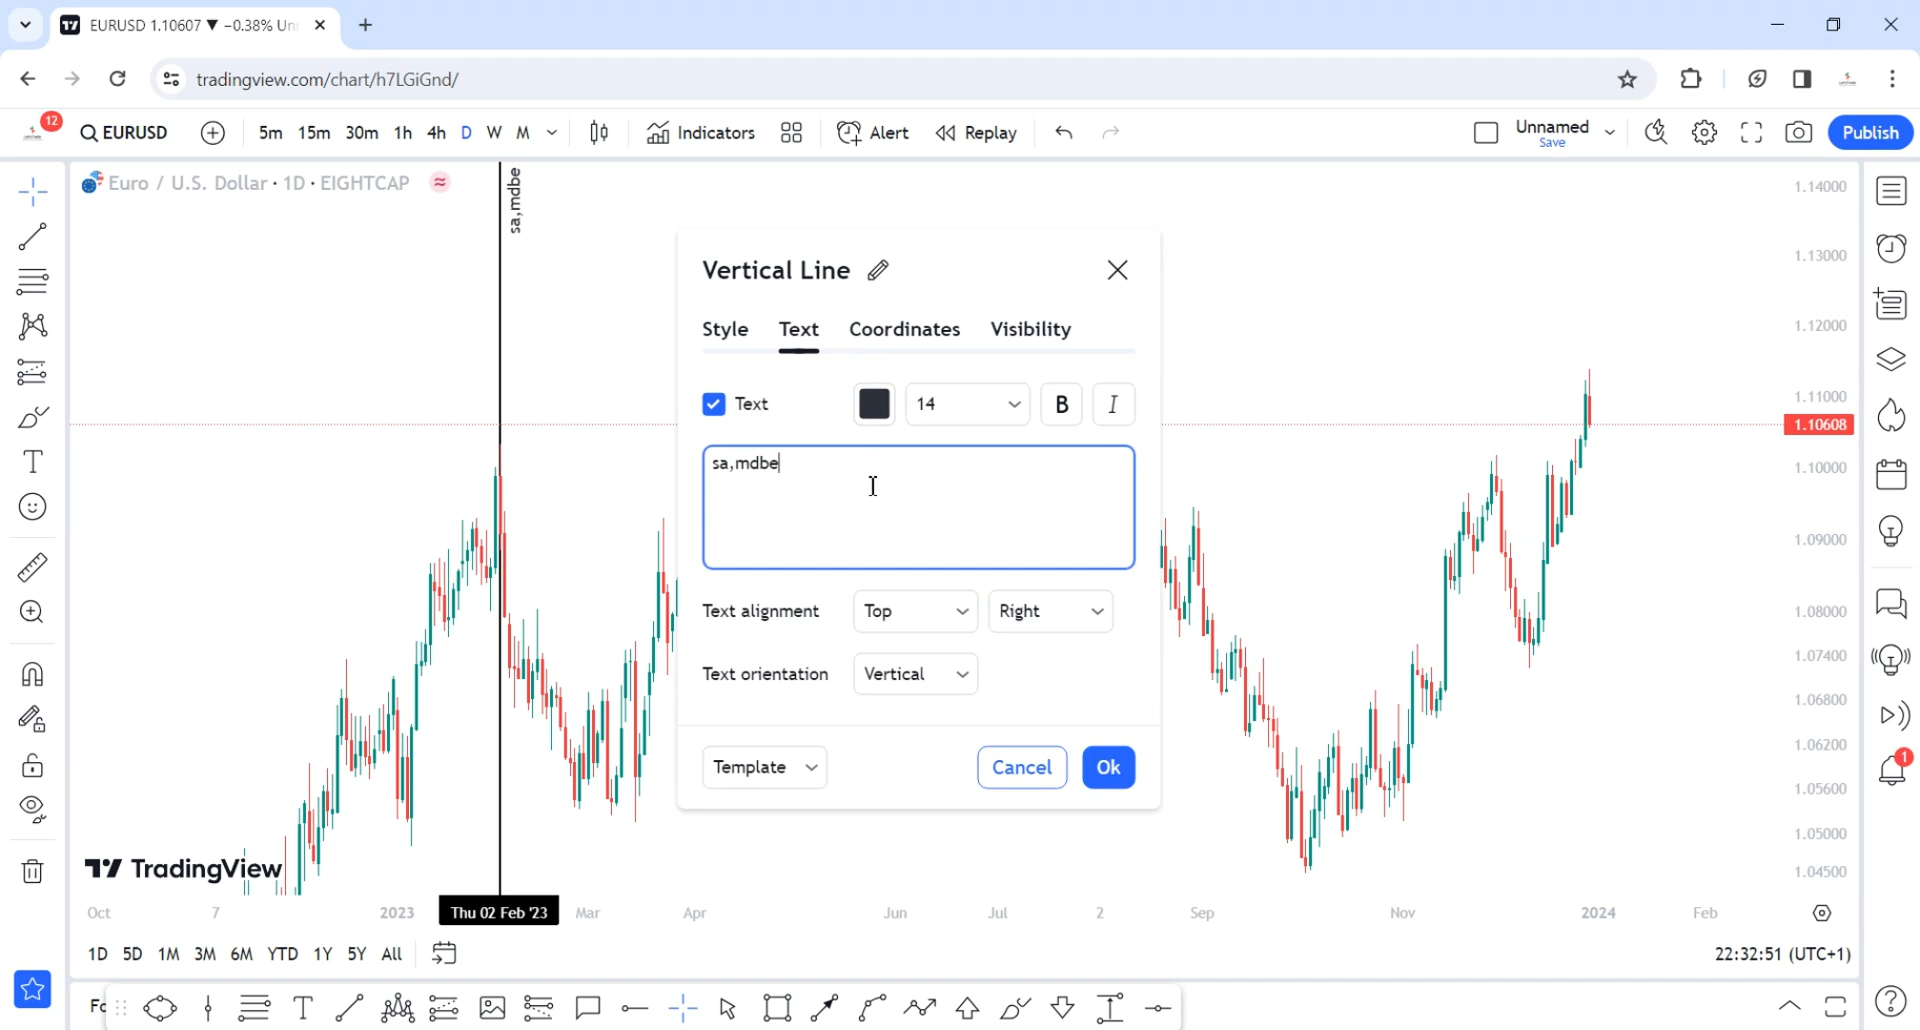 EURUSD 1.10607 ▼ −0.38% Un
tradingview.com/chart/h7LGiGnd/
12
EURUSD
5m 15m 30m 1h 4h D W M
Indicators
Alert
Replay
Unnamed
Save
Publish
Euro / U.S. Dollar · 1D · EIGHTCAP
sa,mdbe
Vertical Line
Style Text Coordinates Visibility
Text
14
B
I
sa,mdbe
Text alignment
Top
Right
Text orientation
Vertical
Template
Cancel
Ok
1.14000
1.13000
1.12000
1.11000
1.10608
1.10000
1.09000
1.08000
1.07400
1.06800
1.06200
1.05600
1.05000
1.04500
1
TradingView
Oct 7 2023 Thu 02 Feb '23 Mar Apr Jun Jul 2 Sep Nov 2024 Feb
1D 5D 1M 3M 6M YTD 1Y 5Y All
22:32:51 (UTC+1)